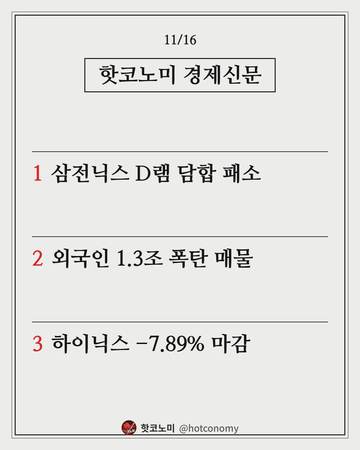 11/16
핫코노미 경제신문
1 삼전닉스 D램 담합 패소
2 외국인 1.3조 폭탄 매물
3 하이닉스 -7.89% 마감
핫코노미 @hotconomy